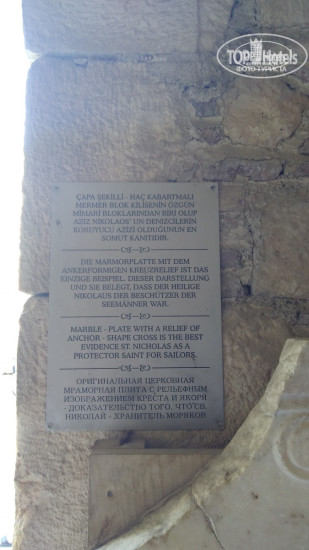 TOPHotels
ФОТО ТУРИСТА
ÇAPA ŞEKİLLİ - HAÇ KABARTMALI
MERMER BLOK KİLİSENİN ÖZGÜN
MİMARİ BLOKLARINDAN BİRİ OLUP
AZİZ NİKOLAOS' UN DENİZCİLERİN
KORUYUCU AZİZİ OLDUĞUNUN EN
SOMUT KANITIDIR.
DIE MARMORPLATTE MIT DEM
ANKERFORMIGEN KREUZRELIEF IST DAS
EINZIGE BEISPIEL. DIESER DARSTELLUNG
UND SIE BELEGT, DASS DER HEILIGE
NIKOLAUS DER BESCHÜTZER DER
SEEMÄNNER WAR.
MARBLE - PLATE WITH A RELIEF OF
ANCHOR - SHAPE CROSS IS THE BEST
EVIDENCE ST. NICHOLAS AS A
PROTECTOR SAINT FOR SAILORS.
ОРИГИНАЛЬНАЯ ЦЕРКОВНАЯ
МРАМОРНАЯ ПЛИТА С РЕЛЬЕФНЫМ
ИЗОБРАЖЕНИЕМ КРЕСТА И ЯКОРЯ
- ДОКАЗАТЕЛЬСТВО ТОГО, ЧТО СВ.
НИКОЛАЙ - ХРАНИТЕЛЬ МОРЯКОВ